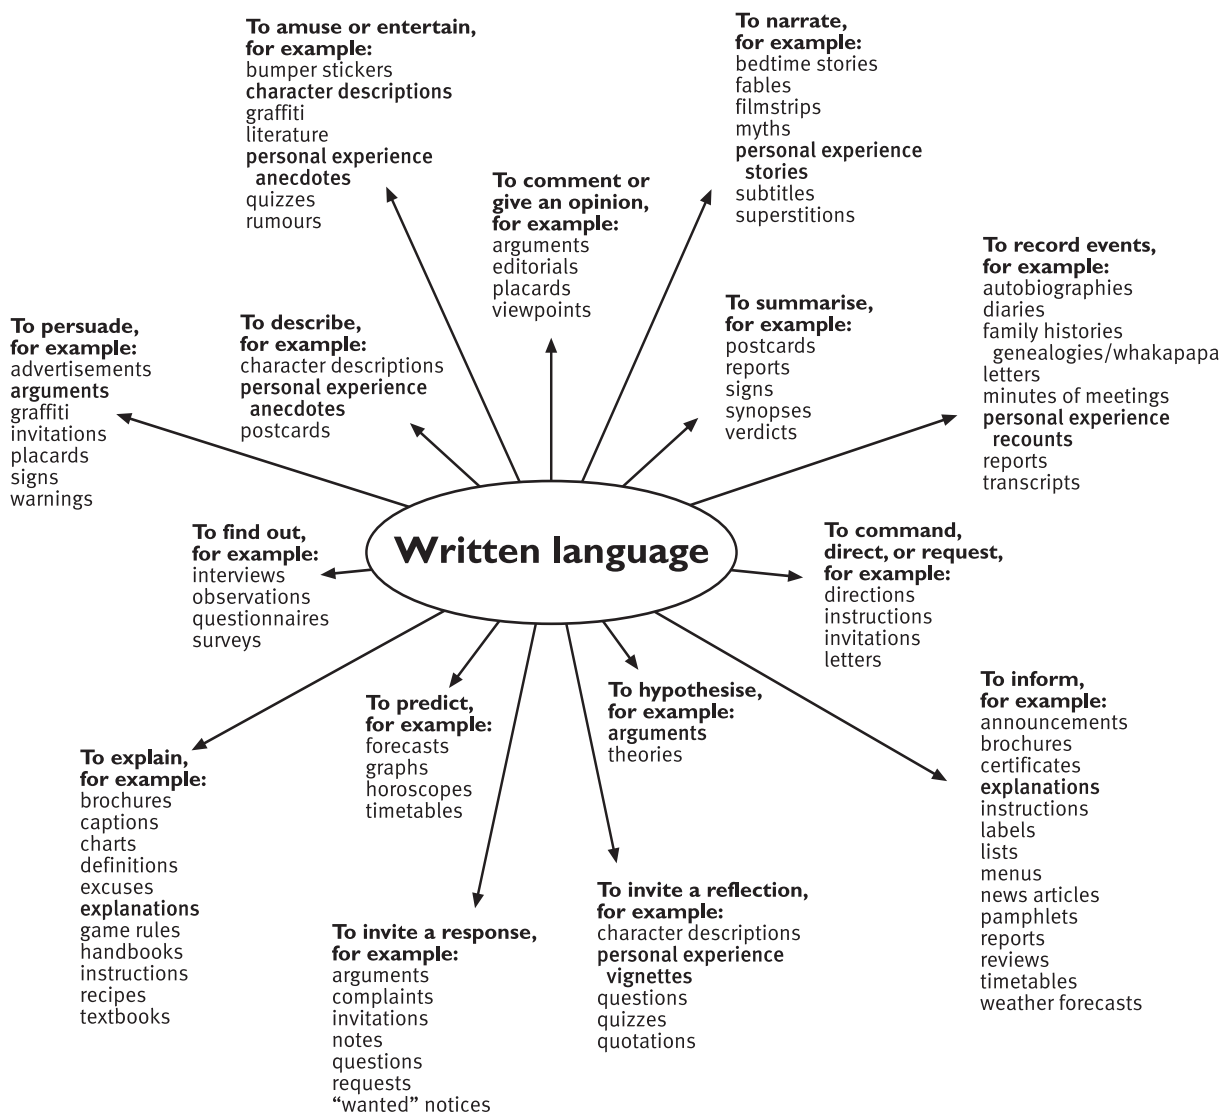 To amuse or entertain,
for example:
bumper stickers
character descriptions
graffiti
literature
personal experience
anecdotes
quizzes
rumours
To narrate,
for example:
bedtime stories
fables
filmstrips
myths
personal experience
stories
subtitles
superstitions
To comment or
give an opinion,
for example:
arguments
editorials
placards
viewpoints
To record events,
for example:
autobiographies
diaries
family histories
genealogies/whakapapa
letters
minutes of meetings
personal experience
recounts
reports
transcripts
To persuade,
for example:
advertisements
arguments
graffiti
invitations
placards
signs
warnings
To describe,
for example:
character descriptions
personal experience
anecdotes
postcards
To summarise,
for example:
postcards
reports
signs
synopses
verdicts
Written language
To find out,
for example:
interviews
observations
questionnaires
surveys
To command,
direct, or request,
for example:
directions
instructions
invitations
letters
To predict,
for example:
forecasts
graphs
horoscopes
timetables
To hypothesise,
for example:
arguments
theories
To inform,
for example:
announcements
brochures
certificates
explanations
instructions
labels
lists
menus
news articles
pamphlets
reports
reviews
timetables
weather forecasts
To explain,
for example:
brochures
captions
charts
definitions
excuses
explanations
game rules
handbooks
instructions
recipes
textbooks
To invite a response,
for example:
arguments
complaints
invitations
notes
questions
requests
“wanted” notices
To invite a reflection,
for example:
character descriptions
personal experience
vignettes
questions
quizzes
quotations